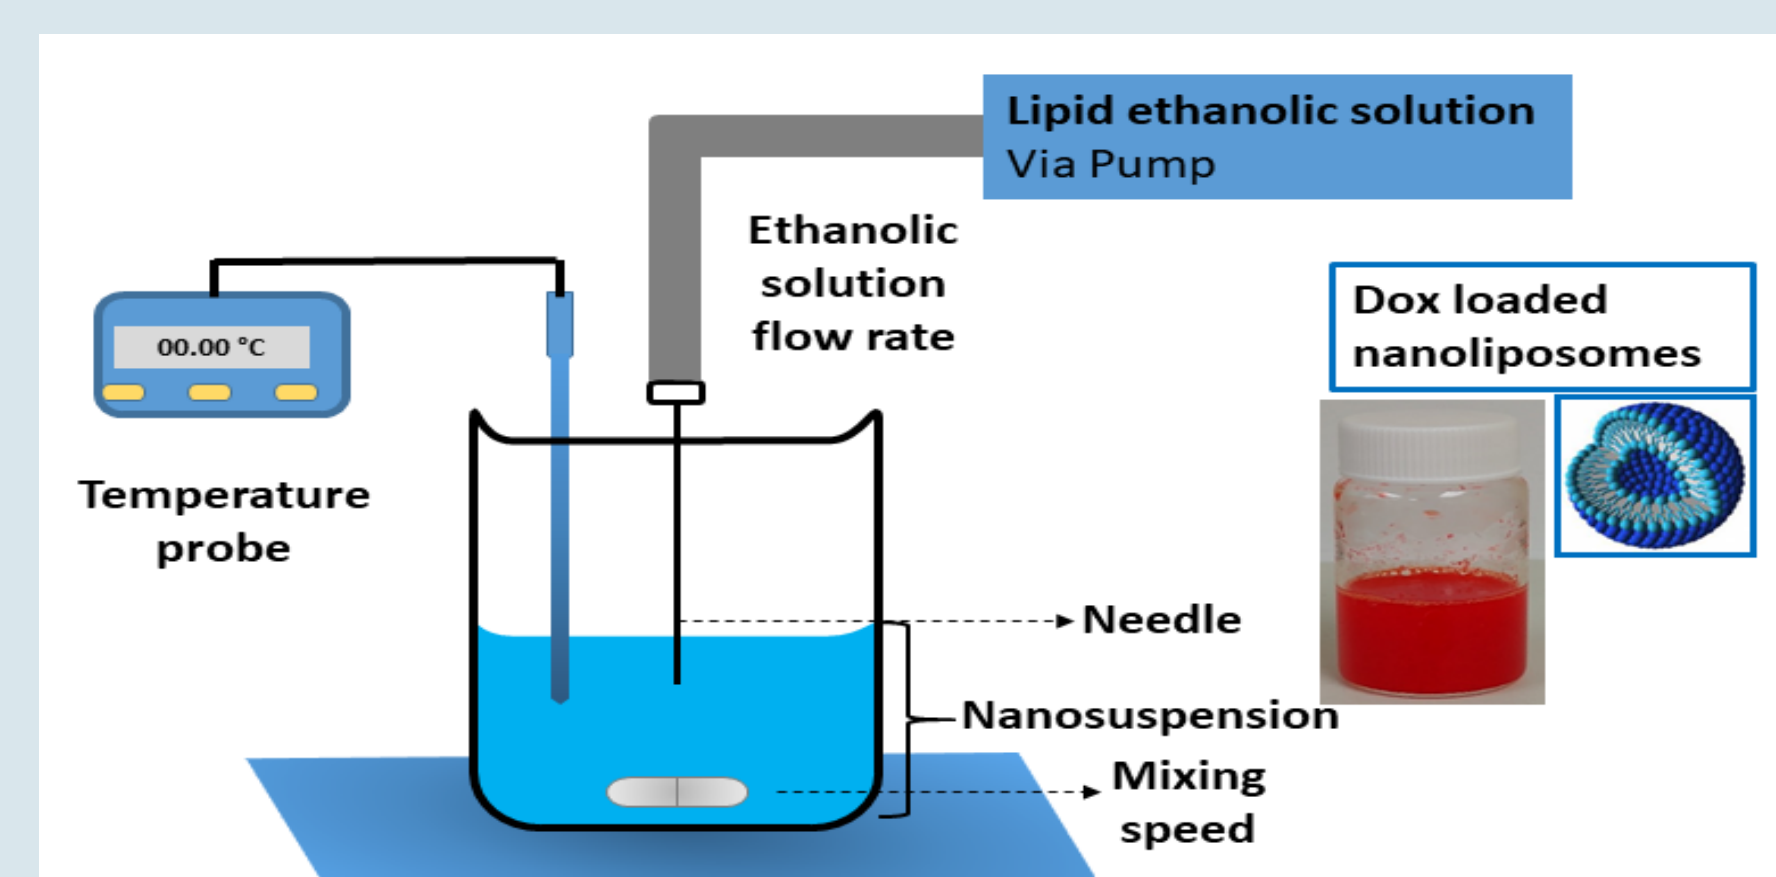 Lipid ethanolic solution
Via Pump
Ethanolic
solution
flow rate
00.00 °C
Temperature
probe
Dox loaded
nanoliposomes
Needle
Nanosuspension
Mixing
speed